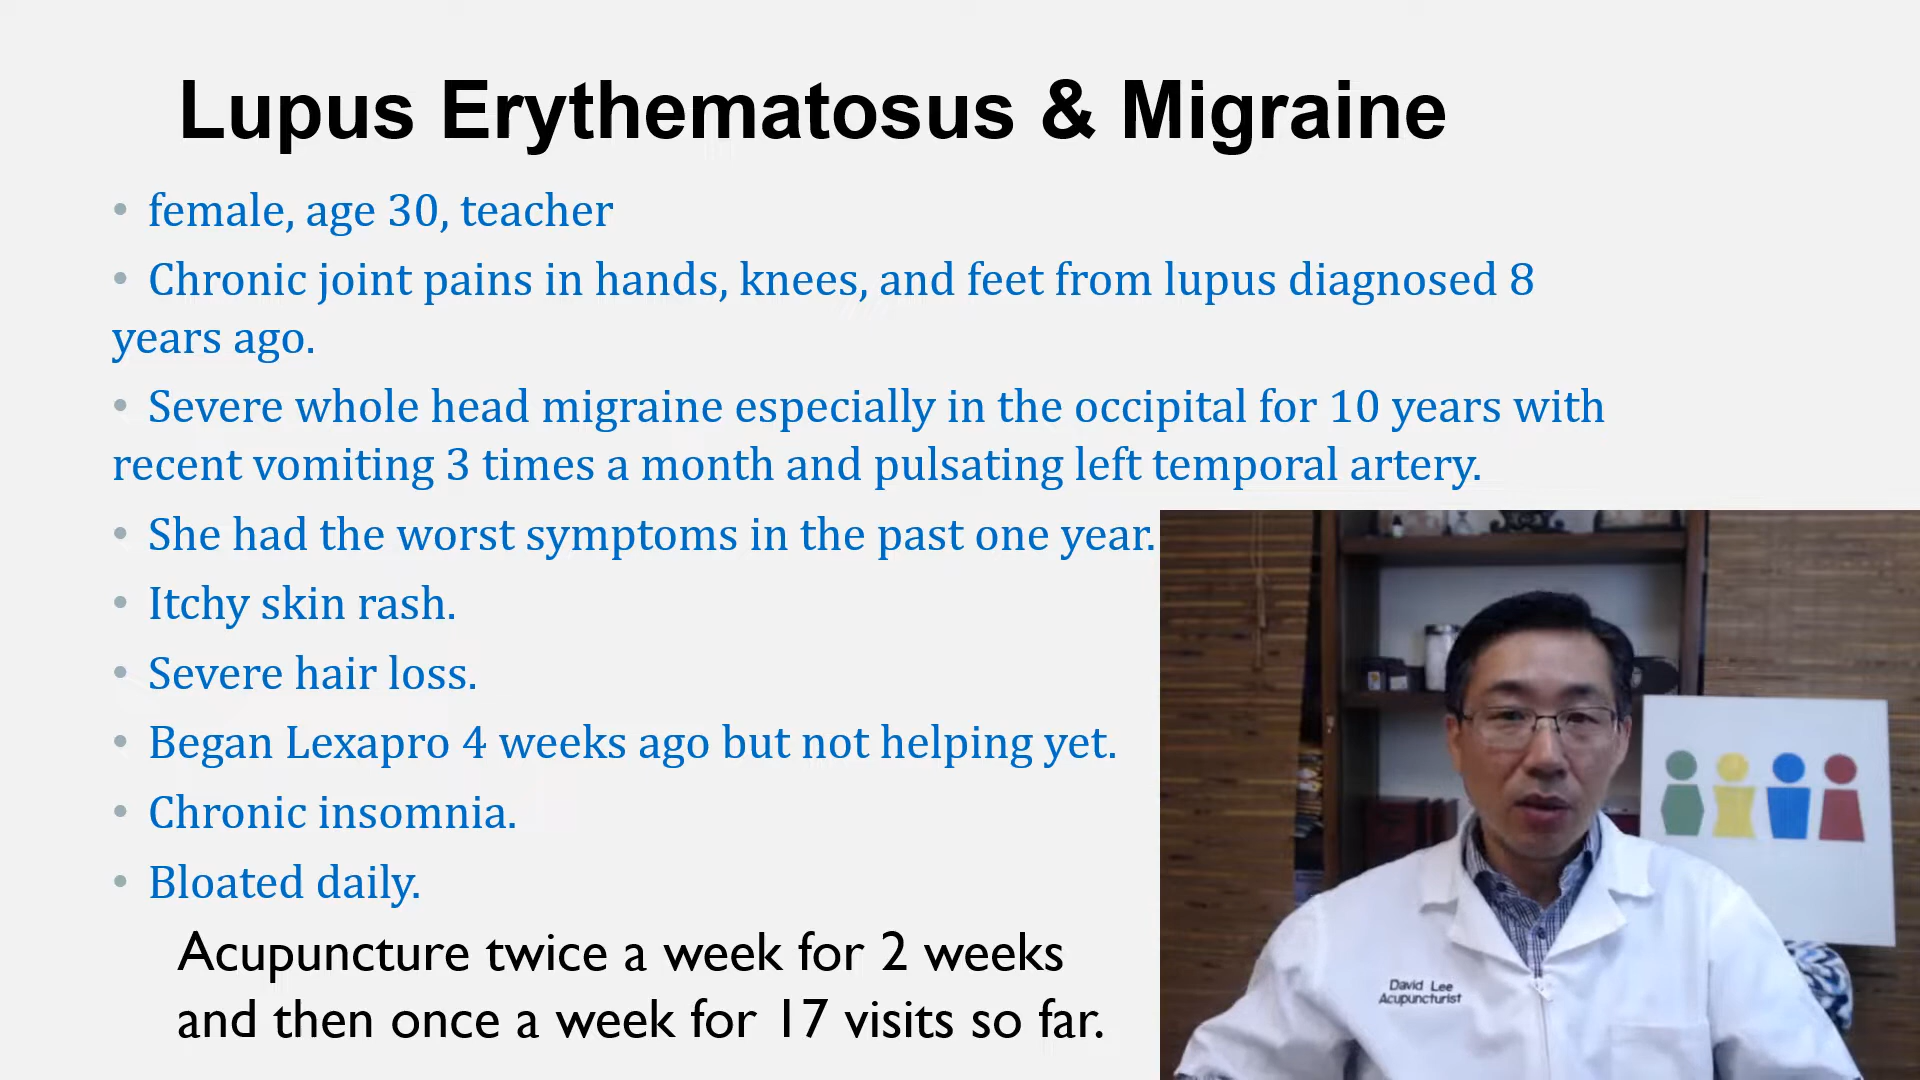 Lupus Erythematosus & Migraine
• female, age 30, teacher
• Chronic joint pains in hands, knees, and feet from lupus diagnosed 8
years ago.
• Severe whole head migraine especially in the occipital for 10 years with
recent vomiting 3 times a month and pulsating left temporal artery.
• She had the worst symptoms in the past one year.
• Itchy skin rash.
• Severe hair loss.
• Began Lexapro 4 weeks ago but not helping yet.
• Chronic insomnia.
• Bloated daily.
Acupuncture twice a week for 2 weeks
and then once a week for 17 visits so far.
David Lee
Acupuncturist